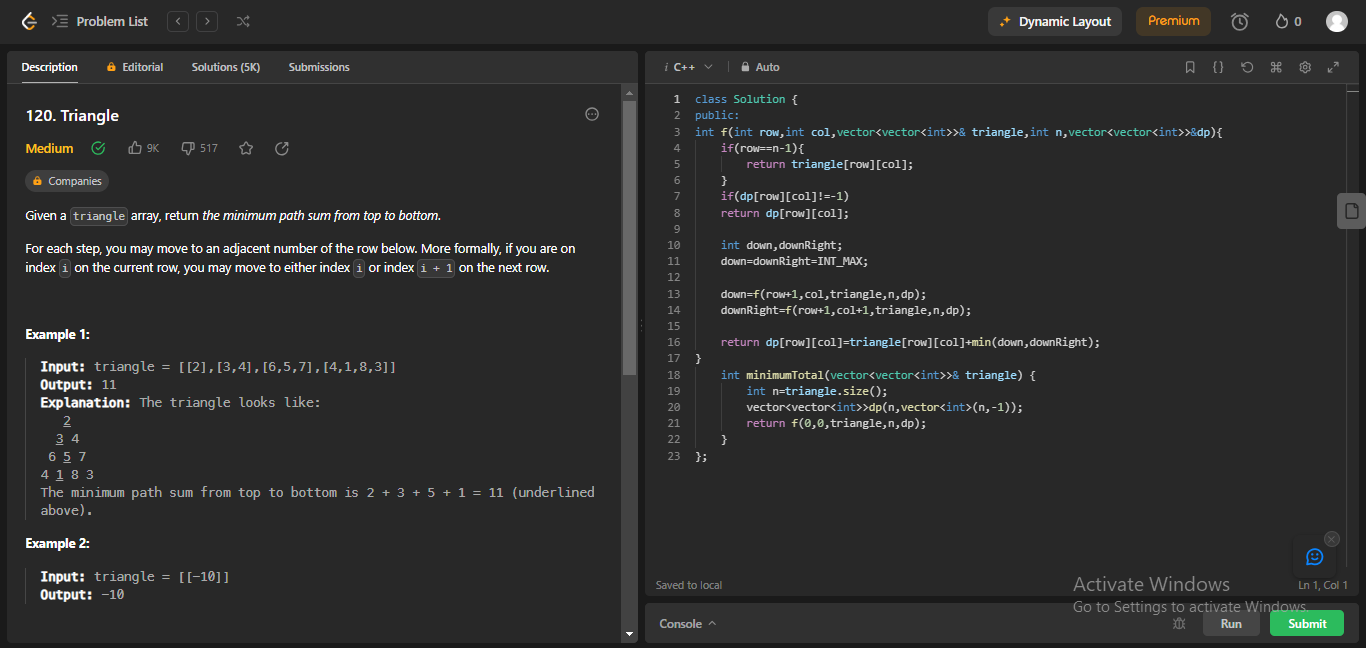 Problem List
Dynamic Layout
Premium
0
Description
Editorial
Solutions (5K)
Submissions
120. Triangle
Medium
9K
517
Companies
Given a triangle array, return the minimum path sum from top to bottom.
For each step, you may move to an adjacent number of the row below. More formally, if you are on
index i on the current row, you may move to either index i or index i + 1 on the next row.
Example 1:
Input: triangle = [[2],[3,4],[6,5,7],[4,1,8,3]]
Output: 11
Explanation: The triangle looks like:
2
3 4
6 5 7
4 1 8 3
The minimum path sum from top to bottom is 2 + 3 + 5 + 1 = 11 (underlined
above).
Example 2:
Input: triangle = [[-10]]
Output: -10
i C++
Auto
1 class Solution {
2 public:
3 int f(int row,int col,vector<vector<int>>& triangle,int n,vector<vector<int>>&dp){
4 if(row==n-1){
5 return triangle[row][col];
6 }
7 if(dp[row][col]!=-1)
8 return dp[row][col];
9
10 int down,downRight;
11 down=downRight=INT_MAX;
12
13 down=f(row+1,col,triangle,n,dp);
14 downRight=f(row+1,col+1,triangle,n,dp);
15
16 return dp[row][col]=triangle[row][col]+min(down,downRight);
17 }
18 int minimumTotal(vector<vector<int>>& triangle) {
19 int n=triangle.size();
20 vector<vector<int>>dp(n,vector<int>(n,-1));
21 return f(0,0,triangle,n,dp);
22 }
23 };
Saved to local
Ln 1, Col 1
Activate Windows
Go to Settings to activate Windows.
Console
Run
Submit